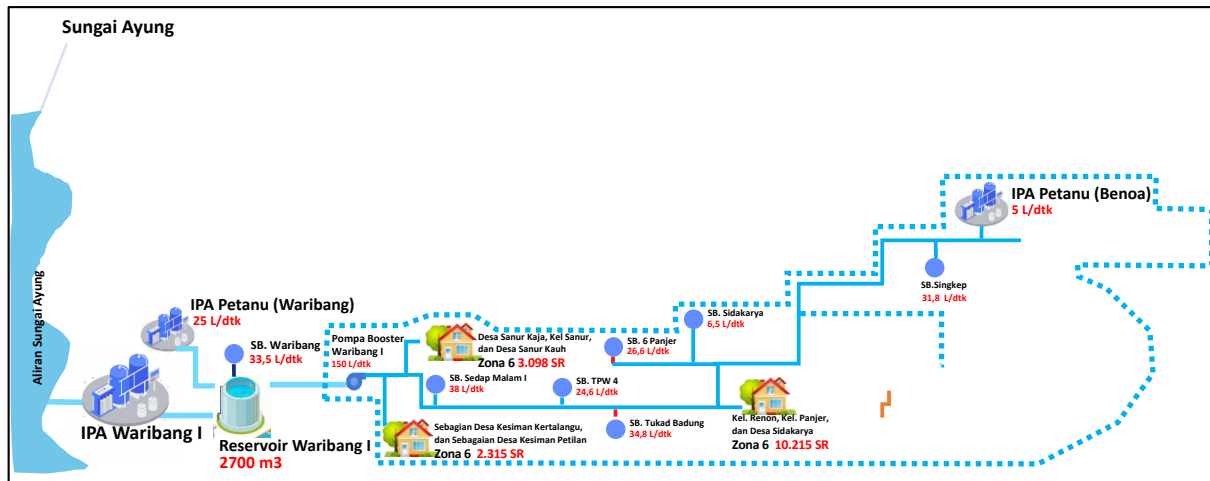 Sungai Ayung
Aliran Sungai Ayung
IPA Petanu (Waribang)
25 L/dtk
SB. Waribang
33,5 L/dtk
IPA Waribang I
Reservoir Waribang I
2700 m3
Pompa Booster
Waribang I
150 L/dtk
Desa Sanur Kaja, Kel Sanur,
dan Desa Sanur Kauh
Zona 6 3.098 SR
SB. Sedap Malam I
38 L/dtk
Sebagian Desa Kesiman Kertalangu,
dan Sebagaian Desa Kesiman Petilan
Zona 6 2.315 SR
SB. TPW 4
24,6 L/dtk
SB. 6 Panjer
26,6 L/dtk
SB. Sidakarya
6,5 L/dtk
SB. Tukad Badung
34,8 L/dtk
Kel. Renon, Kel. Panjer,
dan Desa Sidakarya
Zona 6 10.215 SR
IPA Petanu (Benoa)
5 L/dtk
SB.Singkep
31,8 L/dtk